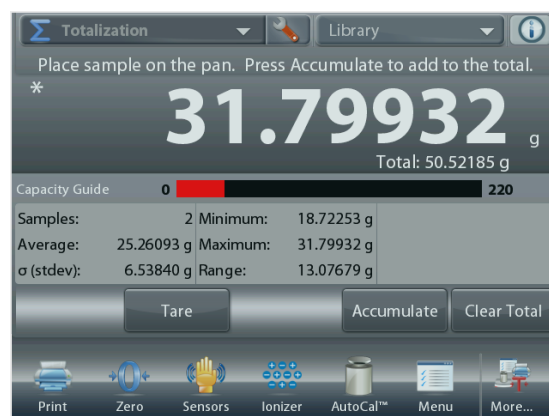 Σ Totalization Library
Place sample on the pan. Press Accumulate to add to the total.
*
31.79932 g
Total: 50.52185 g
Capacity Guide 0 220
Samples: 2 Minimum: 18.72253 g
Average: 25.26093 g Maximum: 31.79932 g
σ (stdev): 6.53840 g Range: 13.07679 g
Tare Accumulate Clear Total
Print Zero Sensors Ionizer AutoCal™ Menu More...